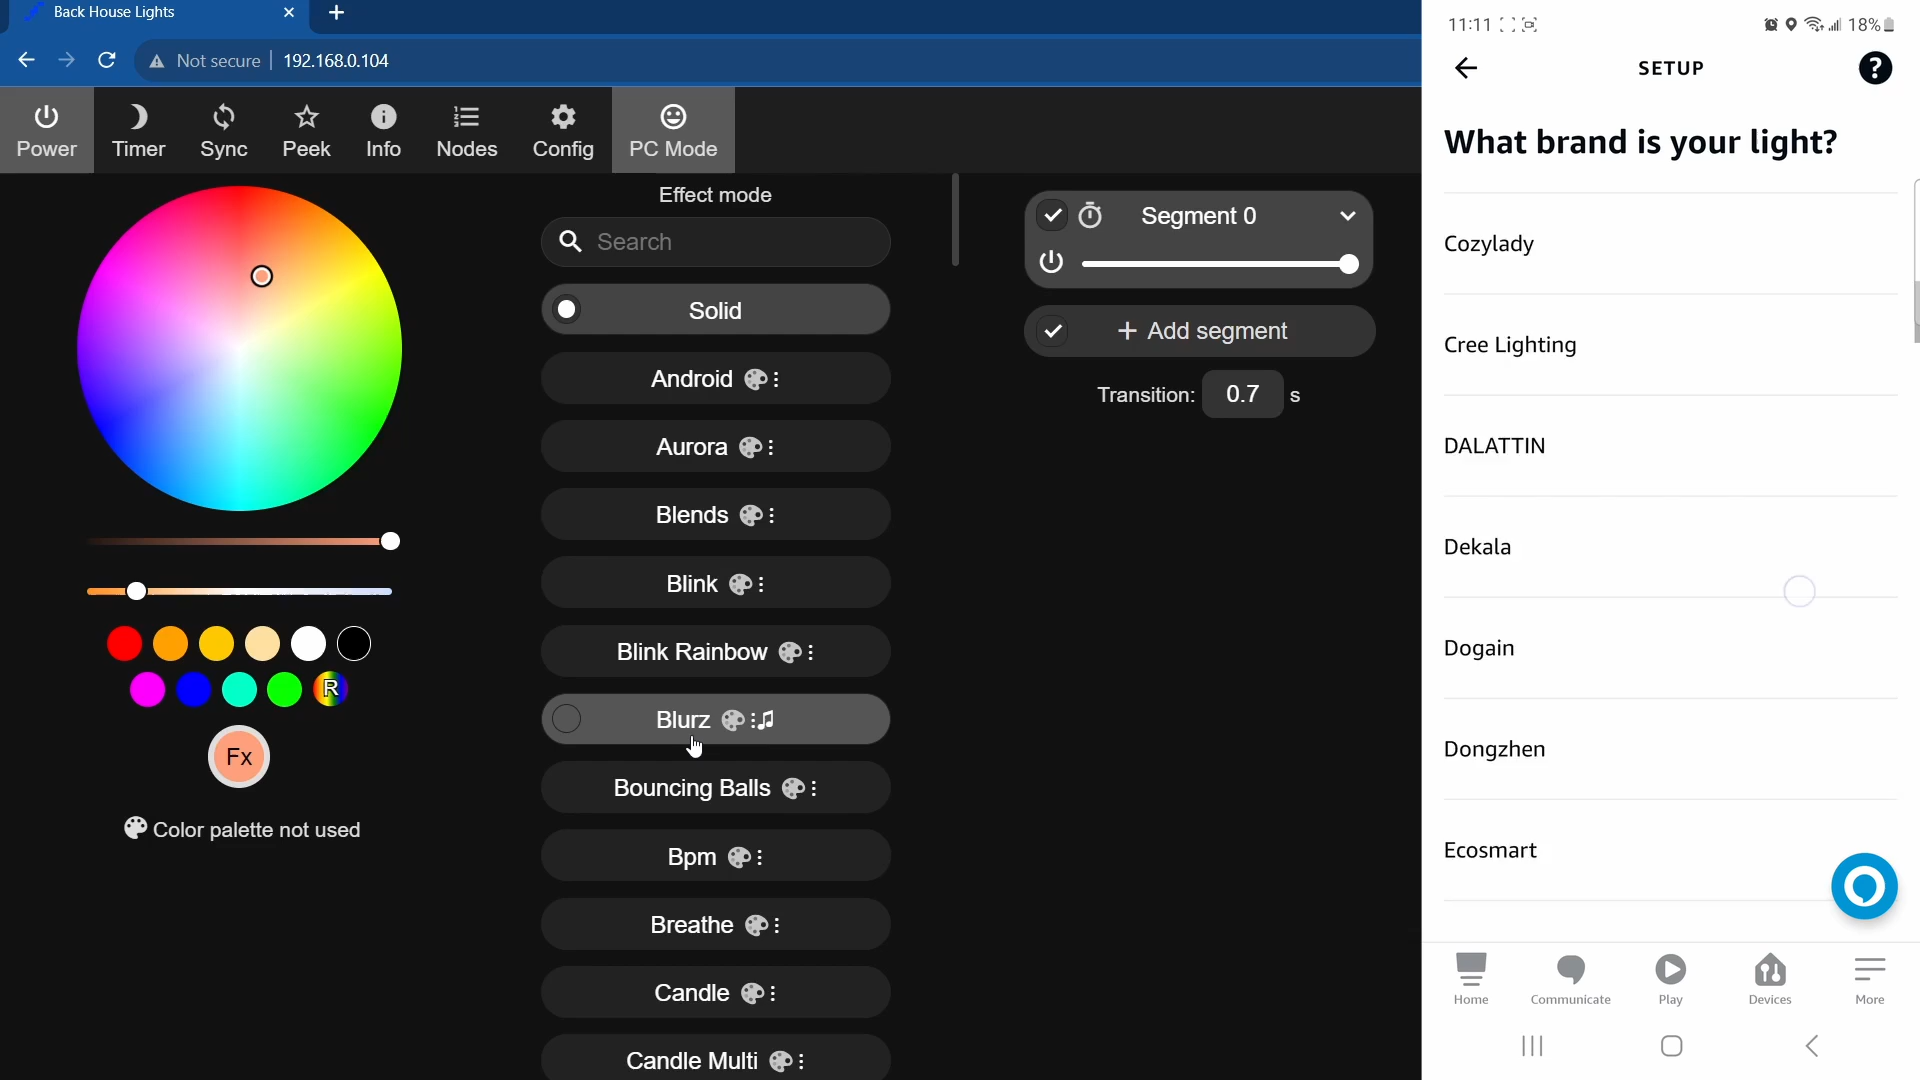 Back House Lights
Not secure
192.168.0.104
Power
Timer
Sync
Peek
Info
Nodes
Config
PC Mode
Fx
R
Color palette not used
Effect mode
Search
Solid
Android
Aurora
Blends
Blink
Blink Rainbow
Blurz
Bouncing Balls
Bpm
Breathe
Candle
Candle Multi
Segment 0
+ Add segment
Transition: 0.7 s
11:11
18%
SETUP
?
What brand is your light?
Cozylady
Cree Lighting
DALATTIN
Dekala
Dogain
Dongzhen
Ecosmart
Home
Communicate
Play
Devices
More